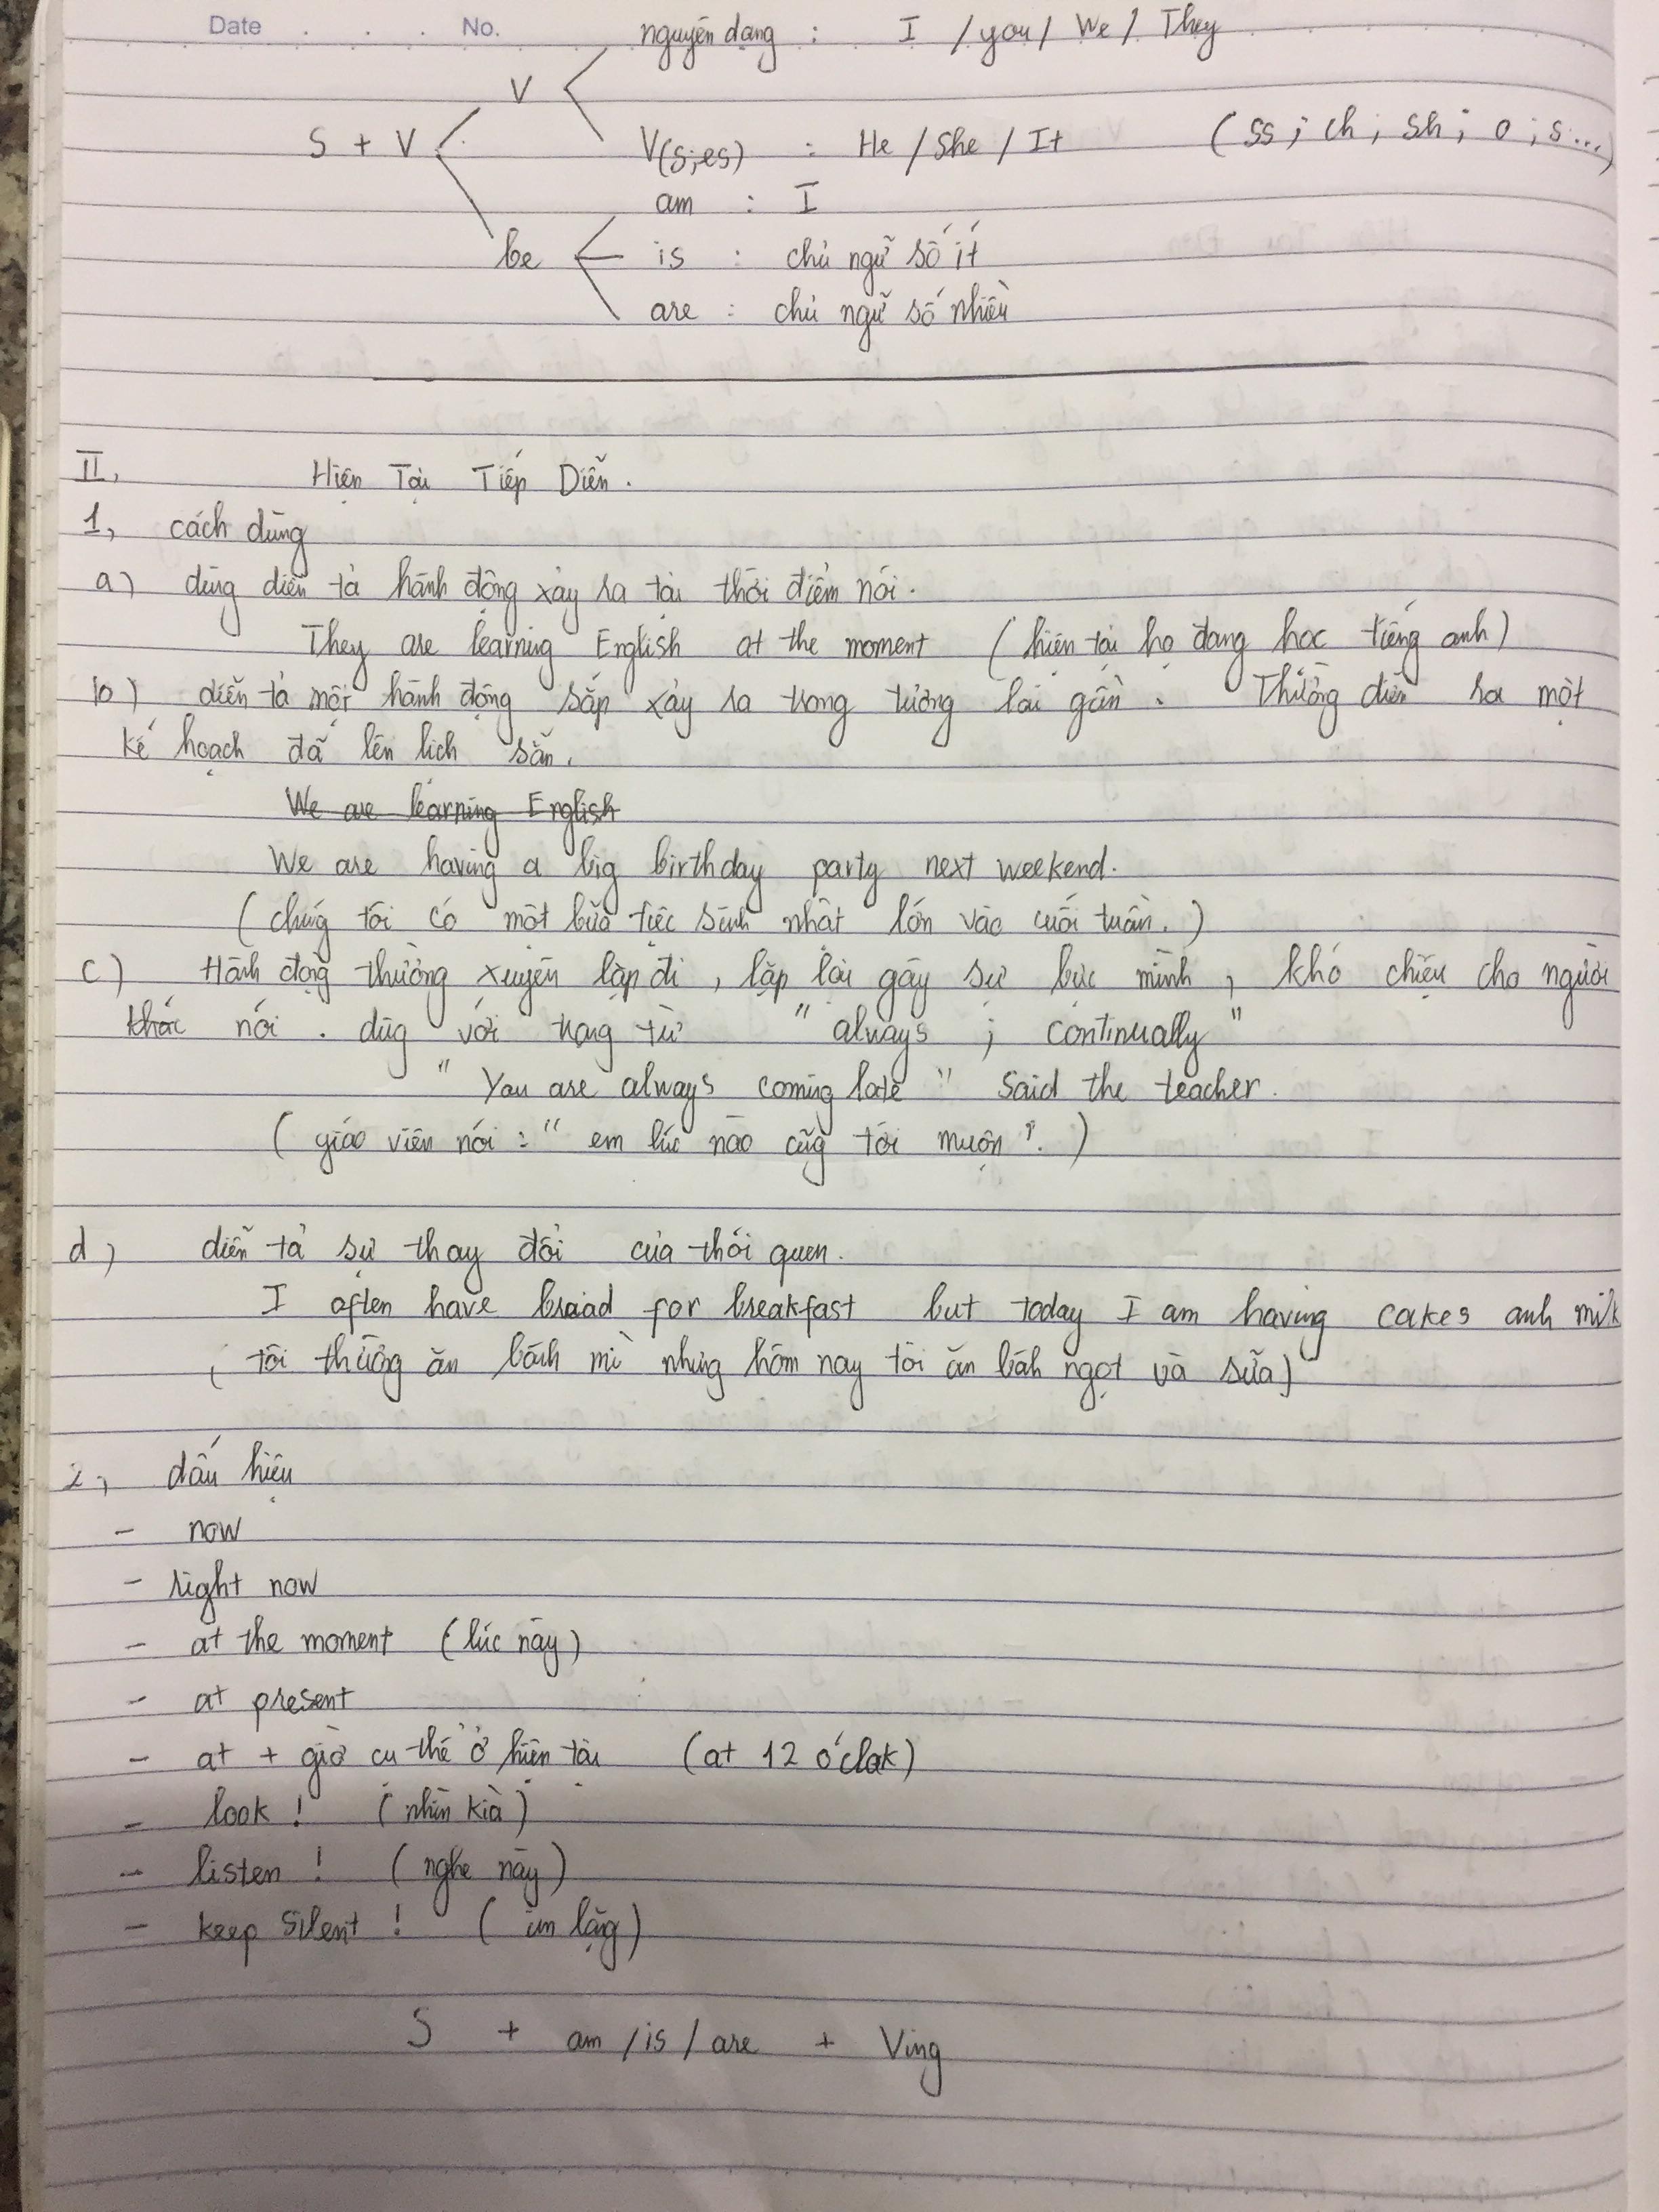 Date . . . No. nguyên dạng : I / you / We / They
V
S + V V(s;es) : He / She / It ( ss ; ch ; sh ; o ; s...)
am : I
be is : chủ ngữ số ít
are : chủ ngữ số nhiều
II, Hiện Tại Tiếp Diễn .
1, cách dùng
a) dùng diễn tả hành động xảy ra tại thời điểm nói .
They are learning English at the moment ( hiện tại họ đang học tiếng anh )
b) diễn tả một hành động sắp xảy ra trong tương lai gần . Thường diễn ra một
kế hoạch đã lên lịch sẵn .
We are learning English
We are having a big birthday party next weekend.
( chúng tôi có một bữa tiệc sinh nhật lớn vào cuối tuần . )
c) Hành động thường xuyên lặp đi , lặp lại gây sự bực mình , khó chiệu cho người
khác nói . dùg với trạng từ " always ; continually "
" You are always coming late " said the teacher .
( giáo viên nói : " em lúc nào cũg tới muộn " . )
d) diễn tả sự thay đổi của thói quen .
I often have braad for breakfast but today I am having cakes anh milk
( tôi thường ăn bánh mì nhưng hôm nay tôi ăn báh ngọt và sữa )
2, dấu hiệu
- now
- right now
- at the moment ( lúc này )
- at present
- at + giờ cụ thể ở hiện tại (at 12 o'clok)
- look ! ( nhìn kìa )
- listen ! ( nghe này )
- keep silent ! ( im lặng )
S + am / is / are + Ving